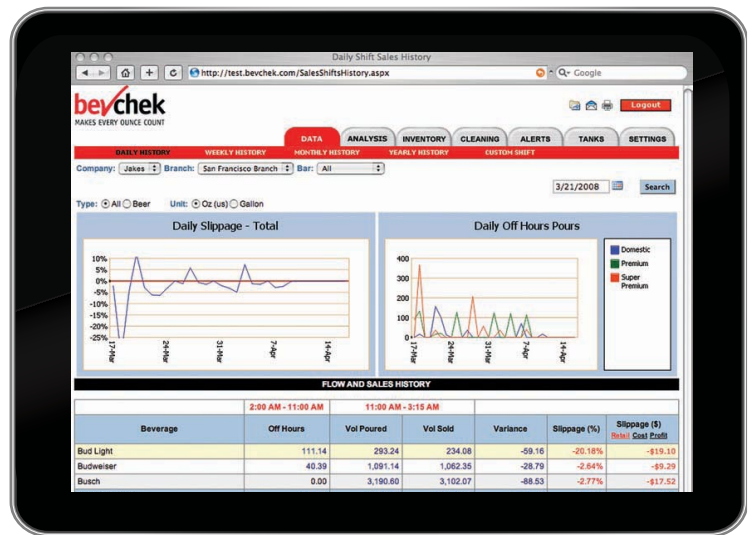 Daily Shift Sales History
http://test.bevchek.com/SalesShiftsHistory.aspx
Google
bevchek
MAKES EVERY OUNCE COUNT
Logout
DATA ANALYSIS INVENTORY CLEANING ALERTS TANKS SETTINGS
DAILY HISTORY WEEKLY HISTORY MONTHLY HISTORY YEARLY HISTORY CUSTOM SHIFT
Company: Jakes Branch: San Francisco Branch Bar: All
3/21/2008 Search
Type: All Beer Unit: Oz (us) Gallon
Daily Slippage - Total
10%
5%
0%
-5%
-10%
-15%
-20%
-25%
17-Mar 24-Mar 31-Mar 7-Apr 14-Apr
Daily Off Hours Pours
400
300
200
100
0
17-Mar 24-Mar 31-Mar 7-Apr 14-Apr
Domestic
Premium
Super
Premium
FLOW AND SALES HISTORY
2:00 AM - 11:00 AM 11:00 AM - 3:15 AM
Beverage Off Hours Vol Poured Vol Sold Variance Slippage (%) Slippage ($)
Retail Cost Profit
Bud Light 111.14 293.24 234.08 -59.16 -20.18% -$19.10
Budweiser 40.39 1,091.14 1,062.35 -28.79 -2.64% -$9.29
Busch 0.00 3,190.60 3,102.07 -88.53 -2.77% -$17.52